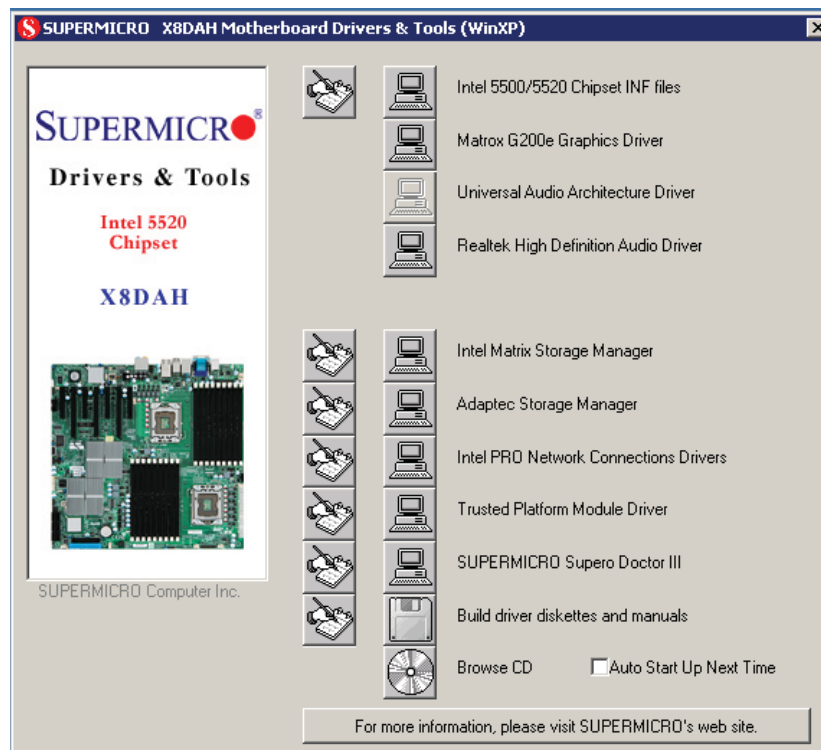 SUPERMICRO X8DAH Motherboard Drivers & Tools (WinXP)
SUPERMICRO®
Drivers & Tools
Intel 5520
Chipset
X8DAH
SUPERMICRO Computer Inc.
Intel 5500/5520 Chipset INF files
Matrox G200e Graphics Driver
Universal Audio Architecture Driver
Realtek High Definition Audio Driver
Intel Matrix Storage Manager
Adaptec Storage Manager
Intel PRO Network Connections Drivers
Trusted Platform Module Driver
SUPERMICRO Supero Doctor III
Build driver diskettes and manuals
Browse CD
Auto Start Up Next Time
For more information, please visit SUPERMICRO's web site.